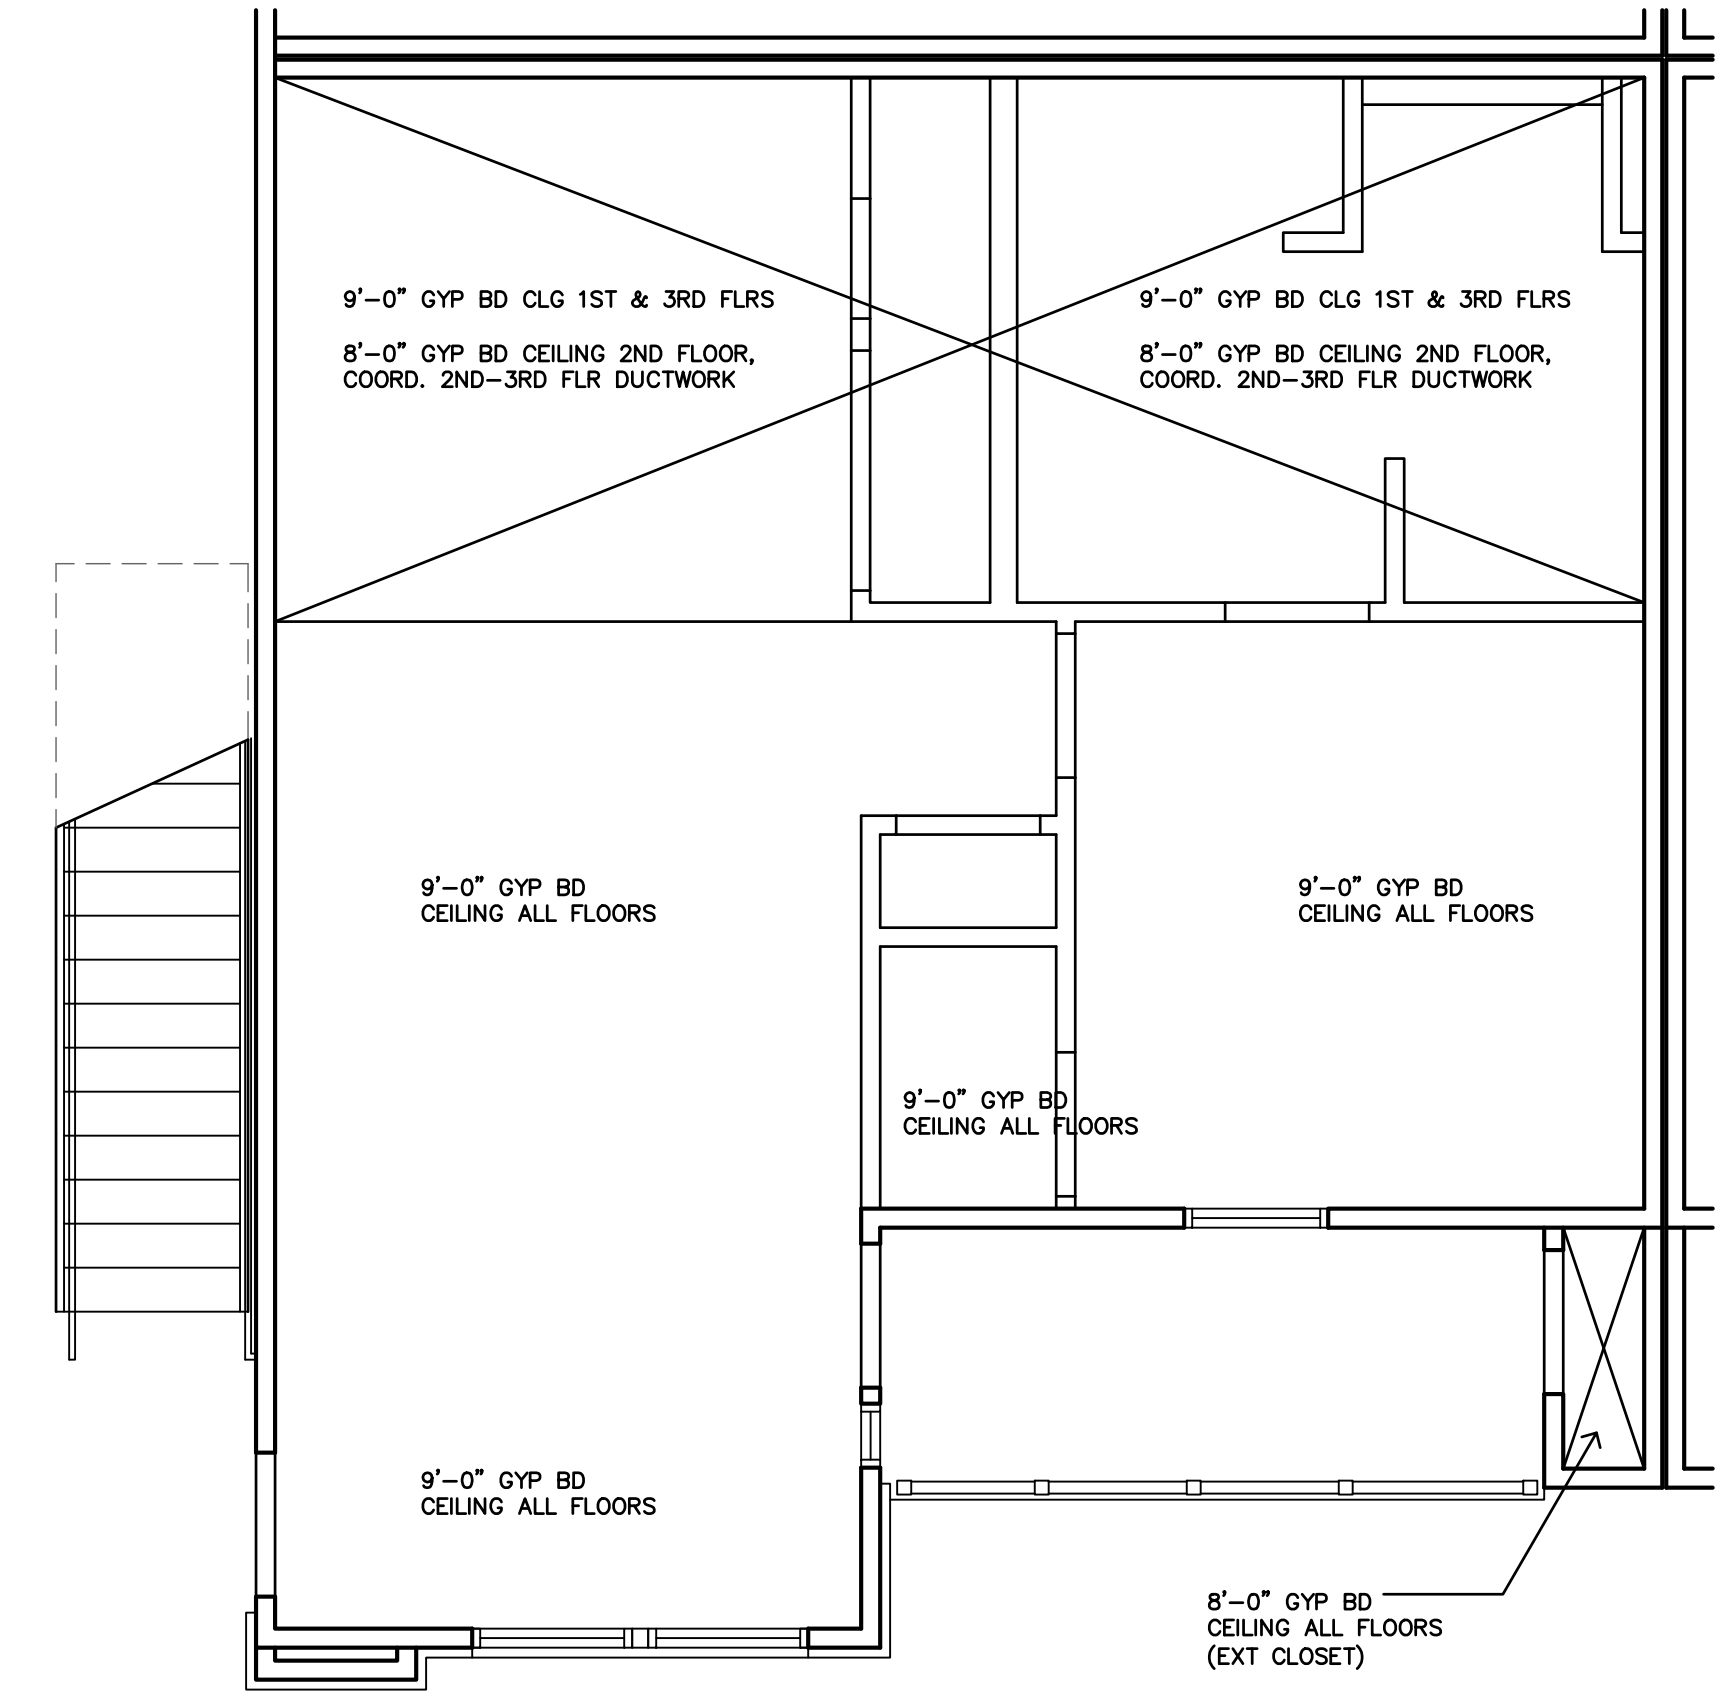 9'-0" GYP BD CLG 1ST & 3RD FLRS
8'-0" GYP BD CEILING 2ND FLOOR,
COORD. 2ND-3RD FLR DUCTWORK
9'-0" GYP BD CLG 1ST & 3RD FLRS
8'-0" GYP BD CEILING 2ND FLOOR,
COORD. 2ND-3RD FLR DUCTWORK
9'-0" GYP BD
CEILING ALL FLOORS
9'-0" GYP BD
CEILING ALL FLOORS
9'-0" GYP BD
CEILING ALL FLOORS
9'-0" GYP BD
CEILING ALL FLOORS
8'-0" GYP BD
CEILING ALL FLOORS
(EXT CLOSET)